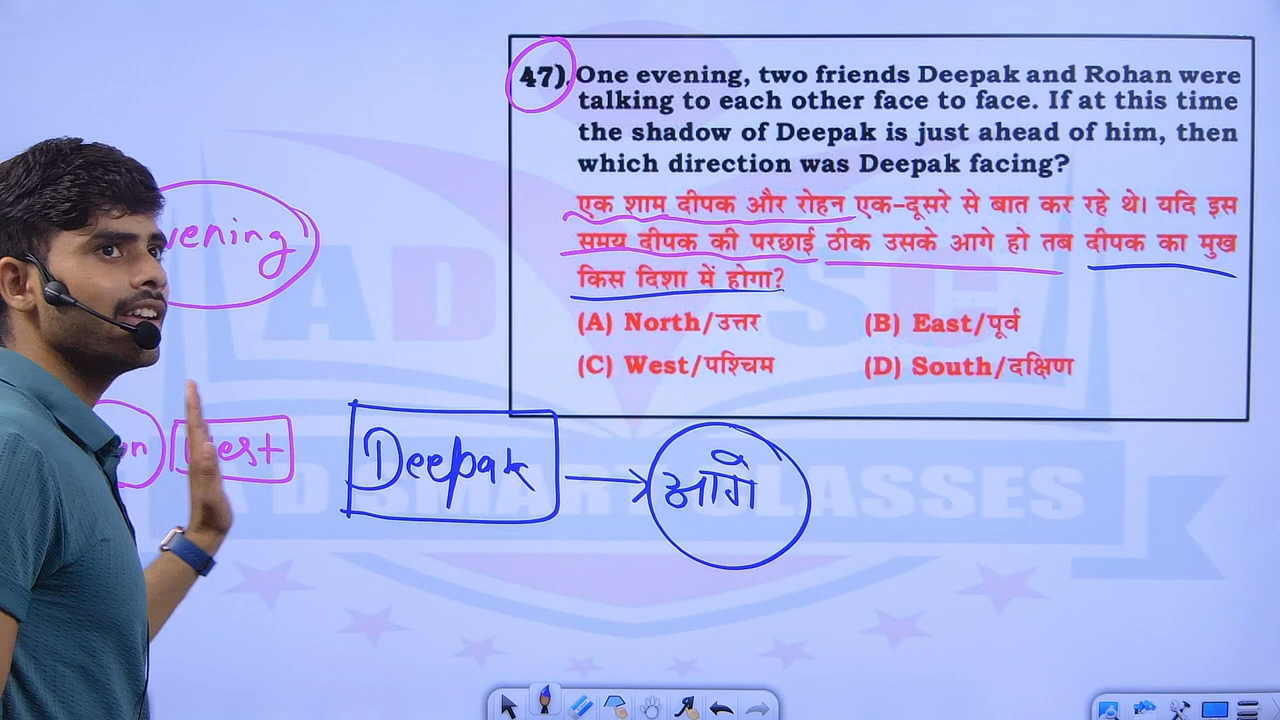 47). One evening, two friends Deepak and Rohan were
talking to each other face to face. If at this time
the shadow of Deepak is just ahead of him, then
which direction was Deepak facing?
एक शाम दीपक और रोहन एक-दूसरे से बात कर रहे थे। यदि इस
समय दीपक की परछाई ठीक उसके आगे हो तब दीपक का मुख
किस दिशा में होगा?
(A) North/उत्तर (B) East/पूर्व
(C) West/पश्चिम (D) South/दक्षिण
Deepak → आगे